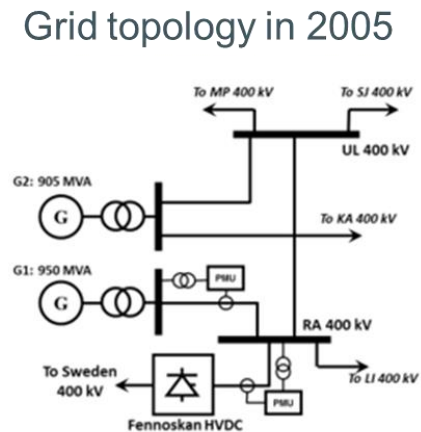 Grid topology in 2005
To MP 400 kV
To SJ 400 kV
UL 400 kV
G2: 905 MVA
G
To KA 400 kV
G1: 950 MVA
PMU
G
RA 400 kV
To Sweden
400 kV
To LI 400 kV
PMU
Fennoskan HVDC